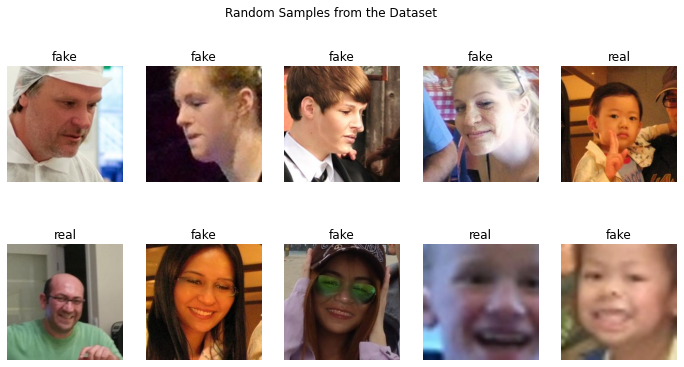 Random Samples from the Dataset
fake fake fake fake real
real fake fake real fake